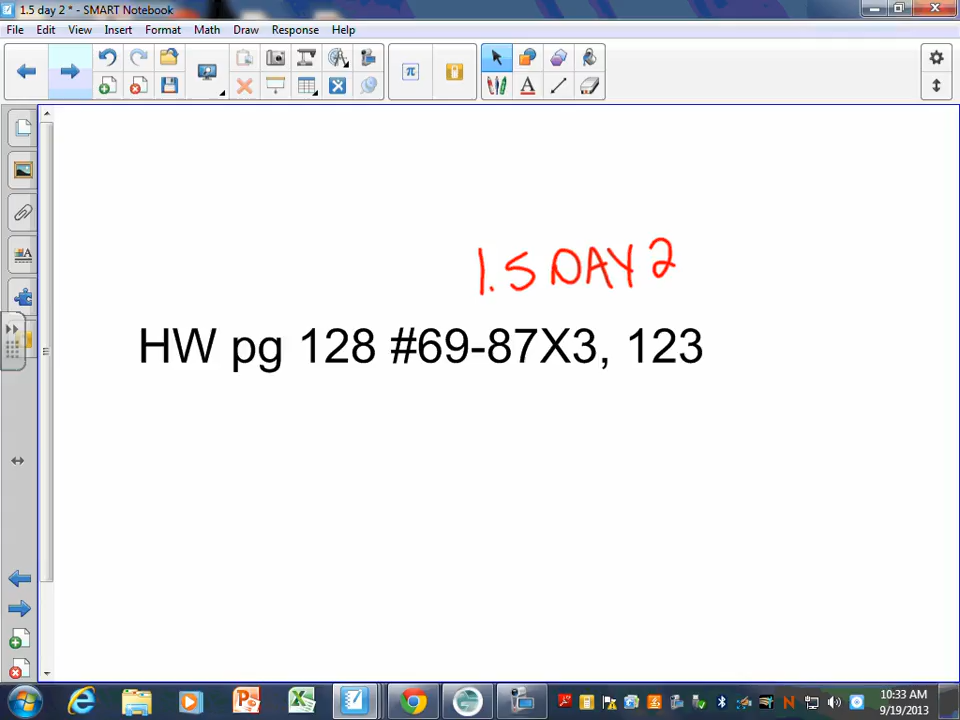 1.5 day 2 * - SMART Notebook
File Edit View Insert Format Math Draw Response Help
1.5 DAY 2
HW pg 128 #69-87X3, 123
10:33 AM
9/19/2013